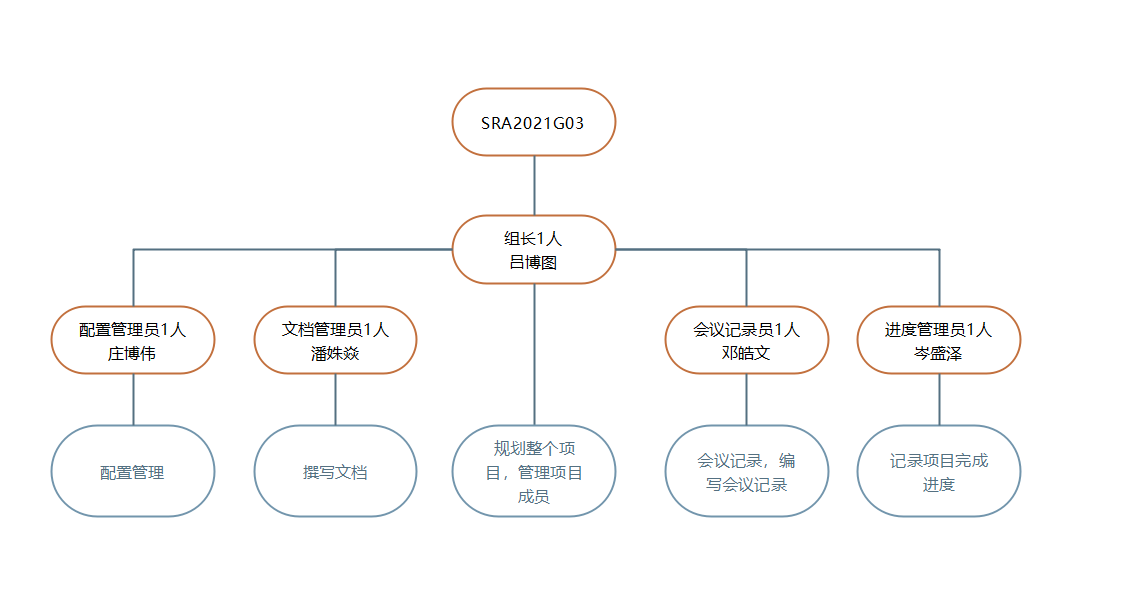 SRA2021G03
组长1人
吕博图
配置管理员1人
庄博伟
文档管理员1人
潘姝焱
会议记录员1人
邓皓文
进度管理员1人
岑盛泽
配置管理
撰写文档
规划整个项
目，管理项目
成员
会议记录，编
写会议记录
记录项目完成
进度